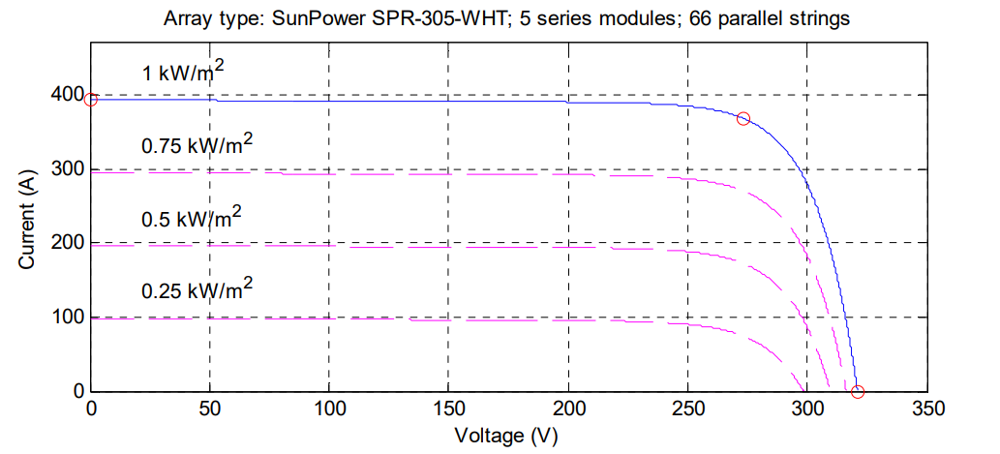 Array type: SunPower SPR-305-WHT; 5 series modules; 66 parallel strings
Current (A)
400
300
200
100
0
1 kW/m²
0.75 kW/m²
0.5 kW/m²
0.25 kW/m²
0 50 100 150 200 250 300 350
Voltage (V)